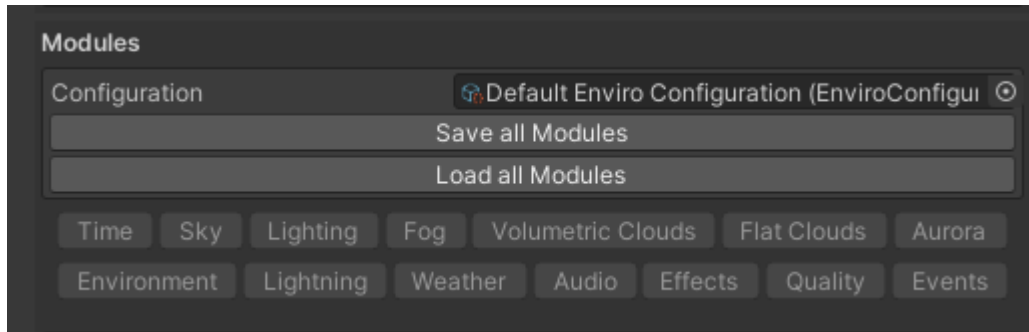 Modules
Configuration Default Enviro Configuration (EnviroConfigu
Save all Modules
Load all Modules
Time Sky Lighting Fog Volumetric Clouds Flat Clouds Aurora
Environment Lightning Weather Audio Effects Quality Events